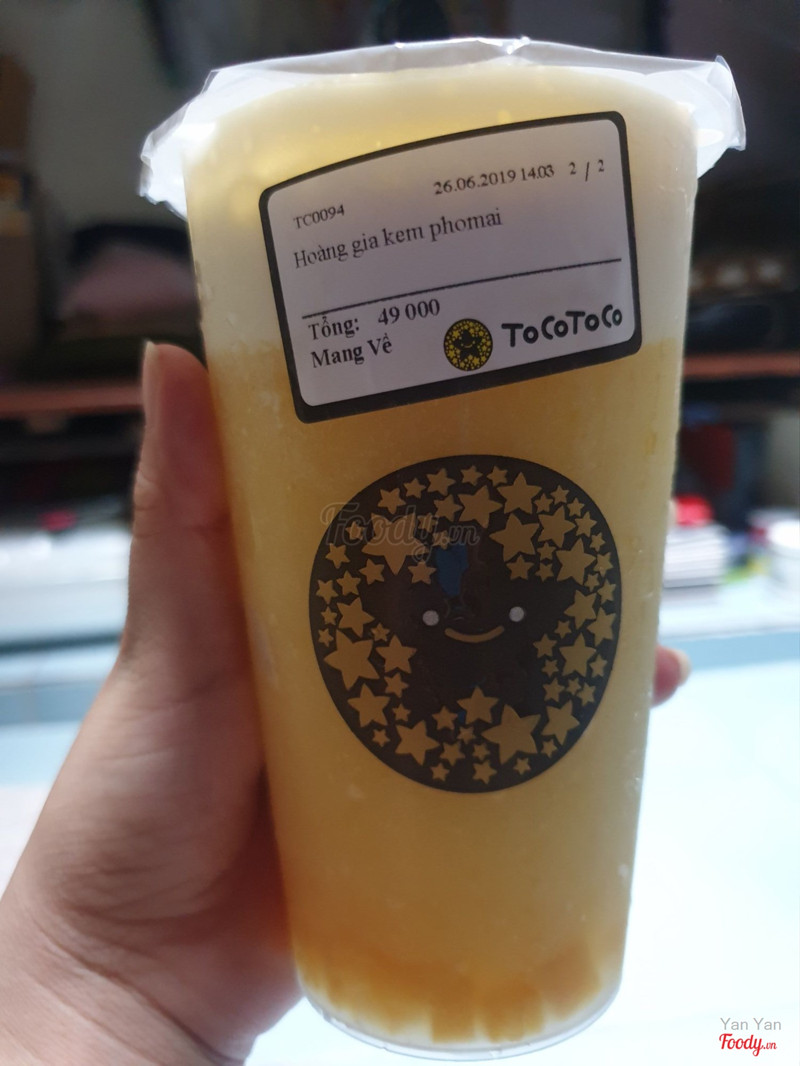 TC0094 26.06.2019 14:03 2 / 2
Hoàng gia kem phomai
Tổng: 49 000
Mang Về
ToCoToCo
Foody.vn
Yan Yan
Foody.vn